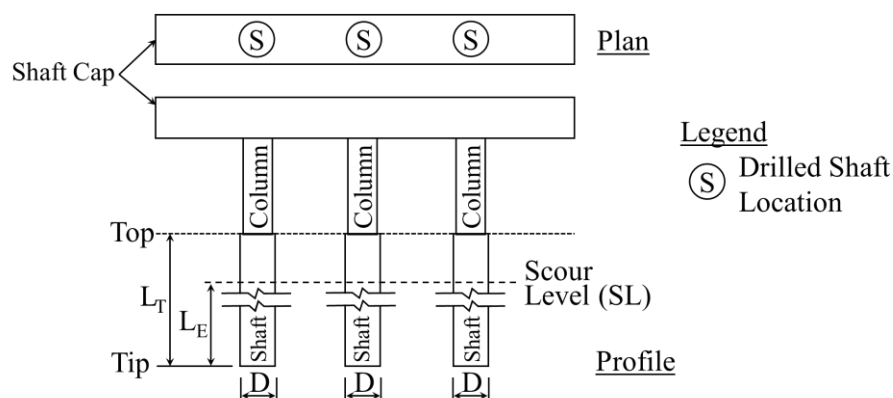 S S S
Plan
Shaft Cap
Column Column Column
Legend
S Drilled Shaft
Location
Top
Scour
Level (SL)
L_T
L_E
Shaft Shaft Shaft
Tip
Profile
D D D